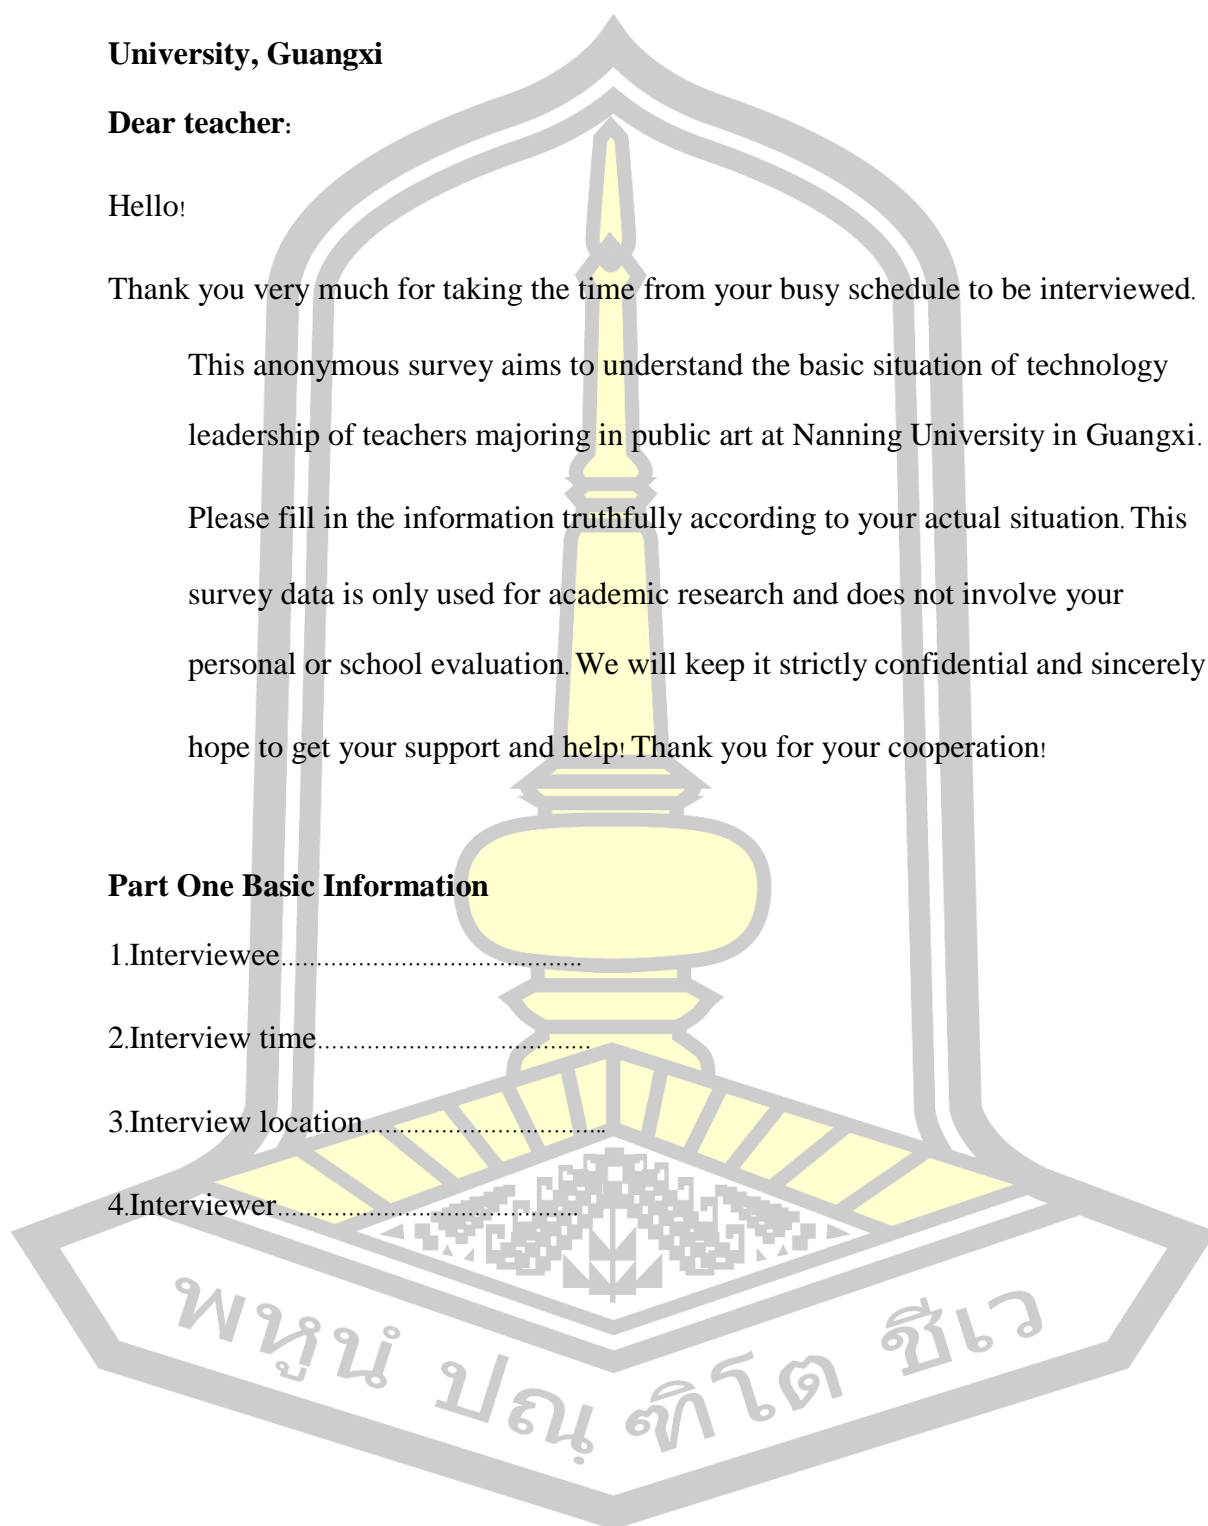 University, Guangxi
Dear teacher:
Hello!
Thank you very much for taking the time from your busy schedule to be interviewed.
This anonymous survey aims to understand the basic situation of technology
leadership of teachers majoring in public art at Nanning University in Guangxi.
Please fill in the information truthfully according to your actual situation. This
survey data is only used for academic research and does not involve your
personal or school evaluation. We will keep it strictly confidential and sincerely
hope to get your support and help! Thank you for your cooperation!
Part One Basic Information
1.Interviewee…………………………………….
2.Interview time…………………………………
3.Interview location……………………………..
4.Interviewer…………………………………….
พหูนํ ปณฺฑิโต ชีเว